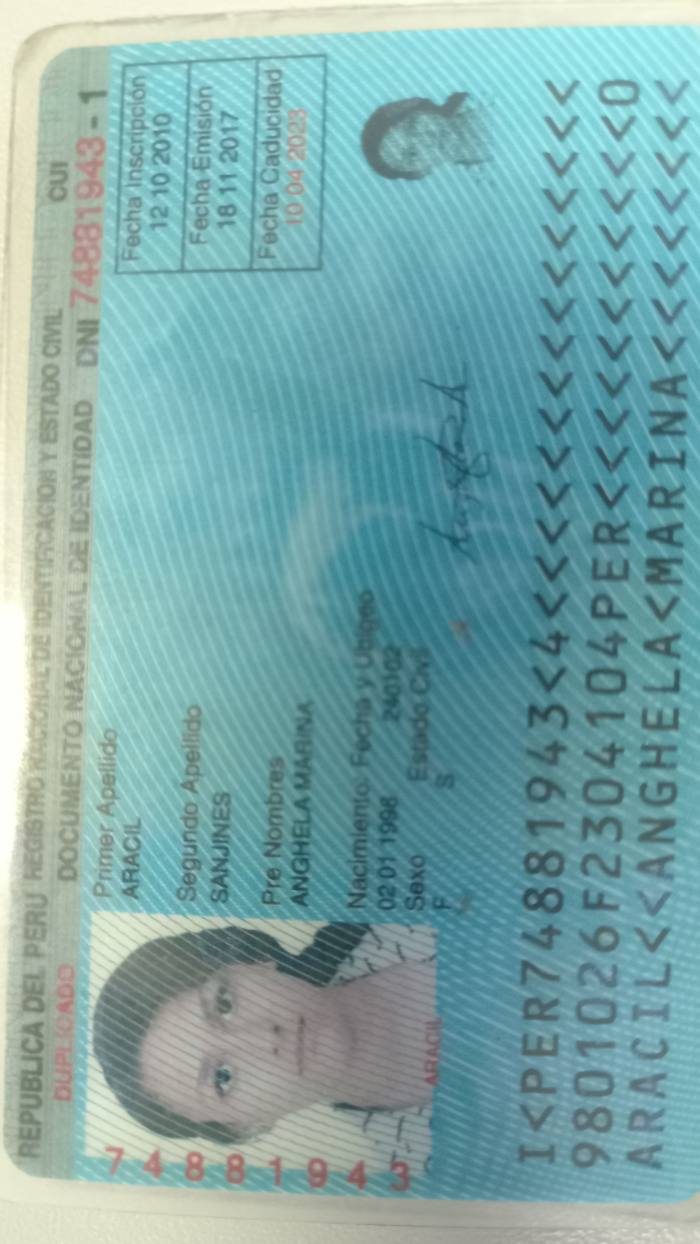 REPUBLICA DEL PERU REGISTRO NACIONAL DE IDENTIFICACION Y ESTADO CIVIL
DUPLICADO DOCUMENTO NACIONAL DE IDENTIDAD DNI 74881943 - 1
CUI
Primer Apellido
ARACIL
Segundo Apellido
SANJINES
Pre Nombres
ANGHELA MARINA
Nacimiento: Fecha y Ubigeo
02 01 1998 240102
Sexo Estado Civil
F S
Fecha Inscripción
12 10 2010
Fecha Emisión
18 11 2017
Fecha Caducidad
10 04 2023
ARACIL
74881943
I<PER74881943<4<<<<<<<<<<<<<<<
9801026F2304104PER<<<<<<<<<<<0
ARACIL<<ANGHELA<MARINA<<<<<<<<